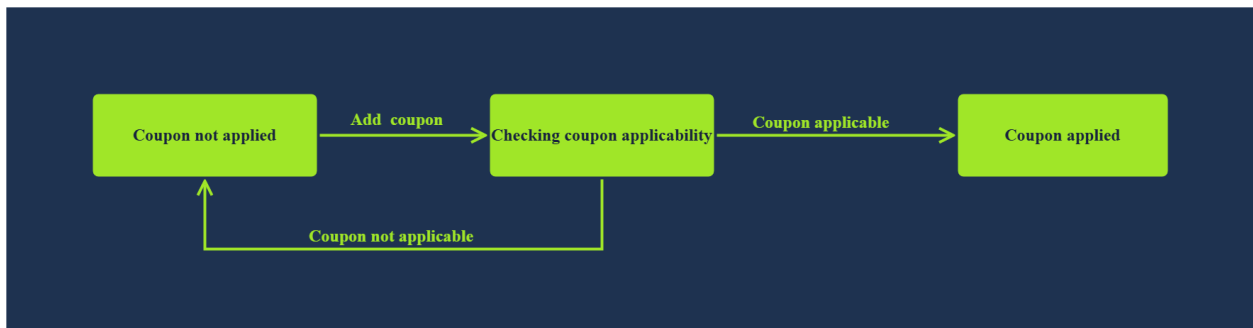 Coupon not applied
Add coupon
Checking coupon applicability
Coupon applicable
Coupon applied
Coupon not applicable